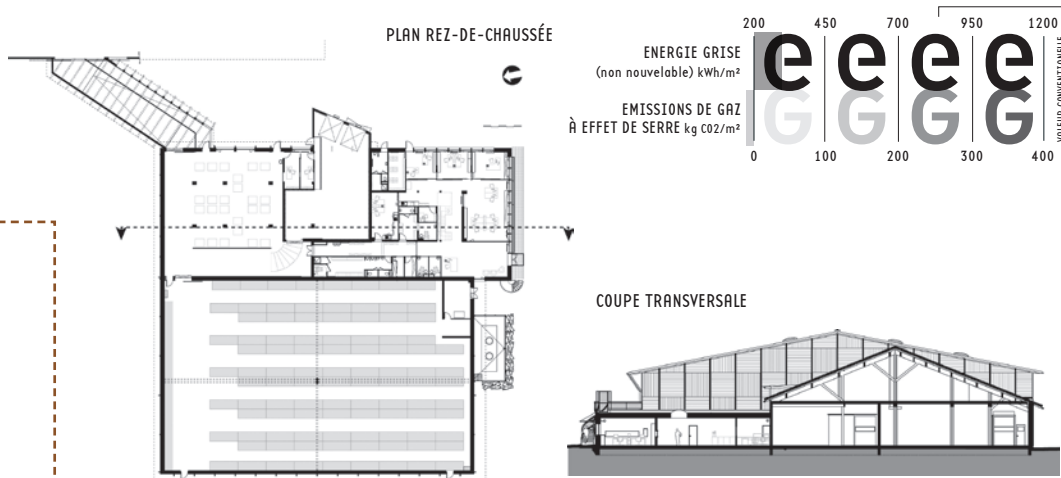 PLAN REZ-DE-CHAUSSÉE
200 450 700 950 1200
ENERGIE GRISE
(non nouvelable) kWh/m²
e e e e
EMISSIONS DE GAZ
À EFFET DE SERRE kg CO2/m²
G G G G
0 100 200 300 400
VALEUR CONVENTIONELLE
COUPE TRANSVERSALE